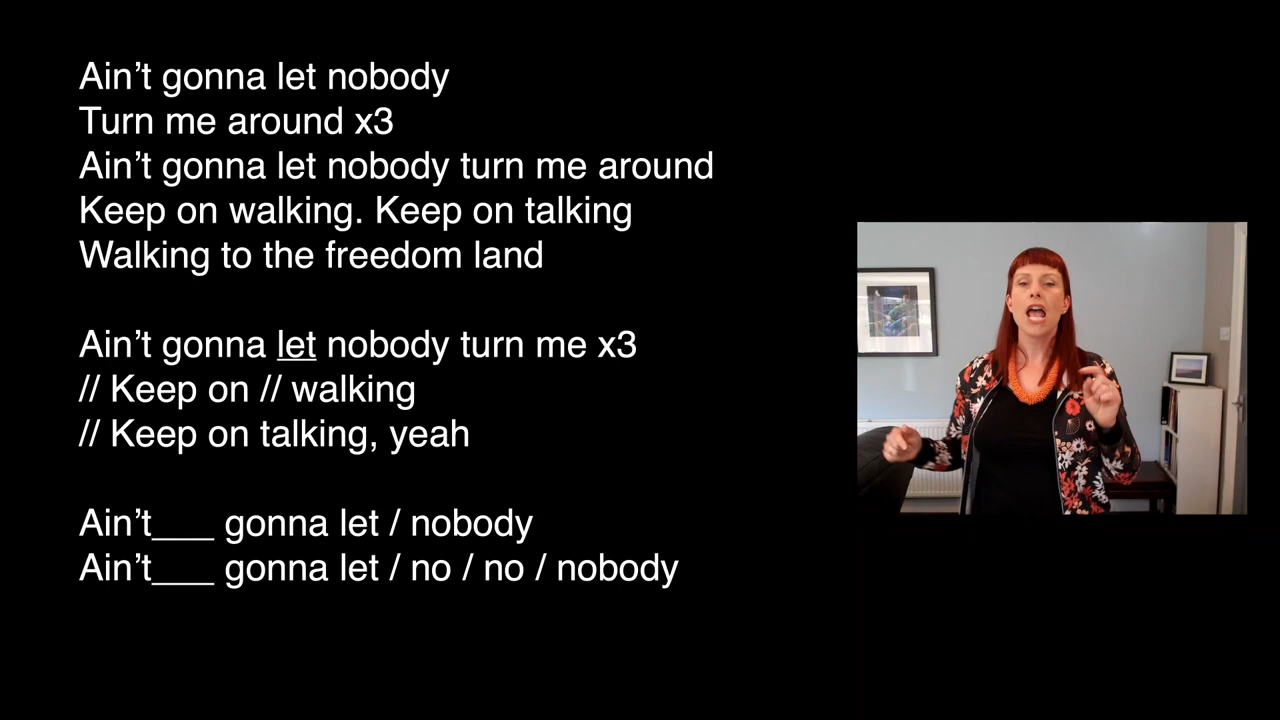 Ain’t gonna let nobody
Turn me around x3
Ain’t gonna let nobody turn me around
Keep on walking. Keep on talking
Walking to the freedom land
Ain’t gonna let nobody turn me x3
// Keep on // walking
// Keep on talking, yeah
Ain’t___ gonna let / nobody
Ain’t___ gonna let / no / no / nobody